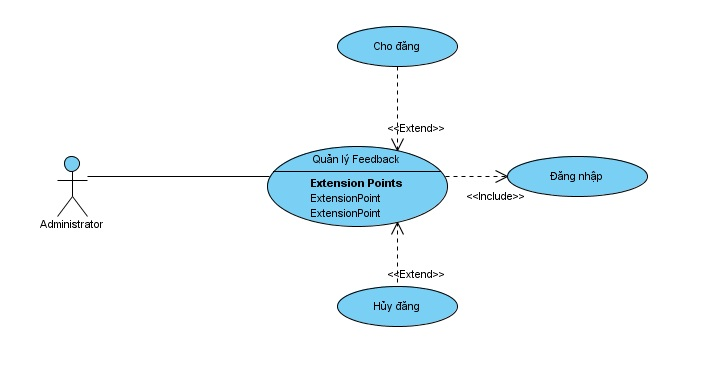 Cho đăng
<<Extend>>
Quản lý Feedback
Extension Points
ExtensionPoint
ExtensionPoint
Đăng nhập
<<Include>>
Administrator
<<Extend>>
Hủy đăng